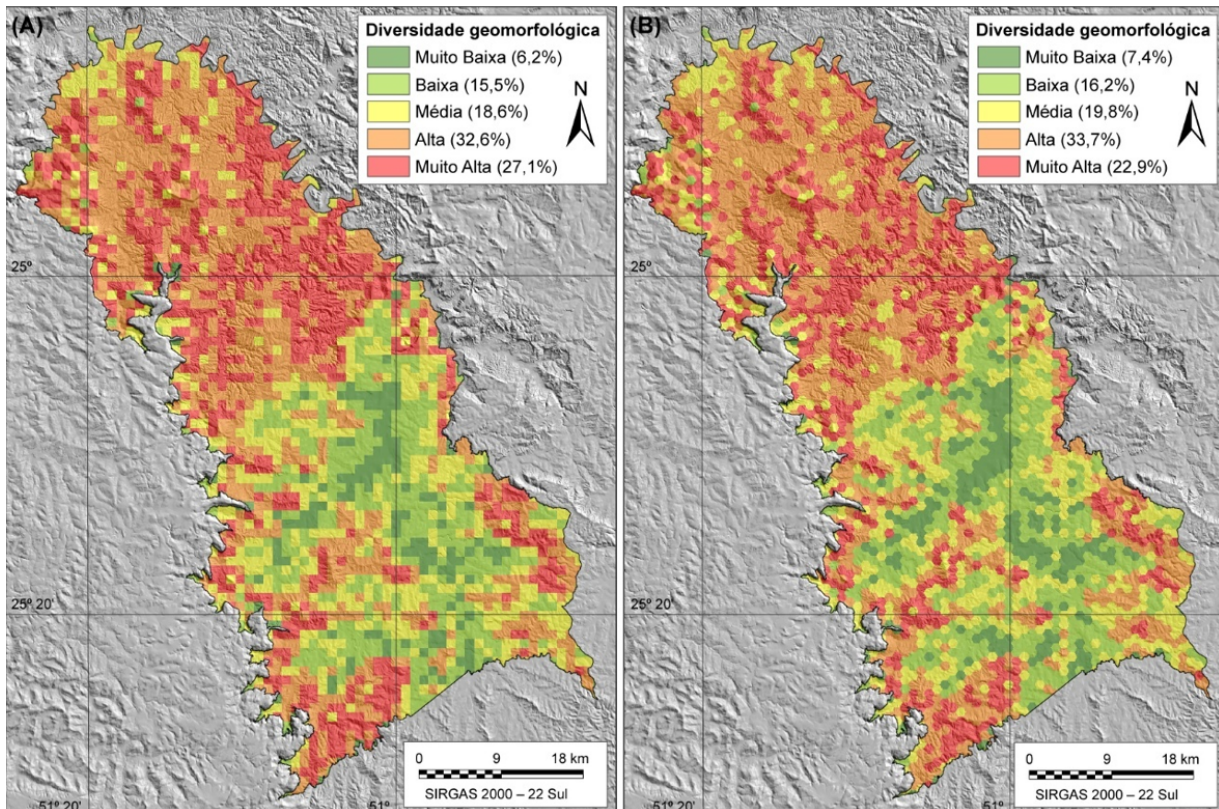 (A)
Diversidade geomorfológica
Muito Baixa (6,2%)
Baixa (15,5%)
Média (18,6%)
Alta (32,6%)
Muito Alta (27,1%)
N
25º
25º 20'
0 9 18 km
SIRGAS 2000 – 22 Sul
51º 20'
51º
(B)
Diversidade geomorfológica
Muito Baixa (7,4%)
Baixa (16,2%)
Média (19,8%)
Alta (33,7%)
Muito Alta (22,9%)
N
25º
25º 20'
0 9 18 km
SIRGAS 2000 – 22 Sul
51º 20'
51º